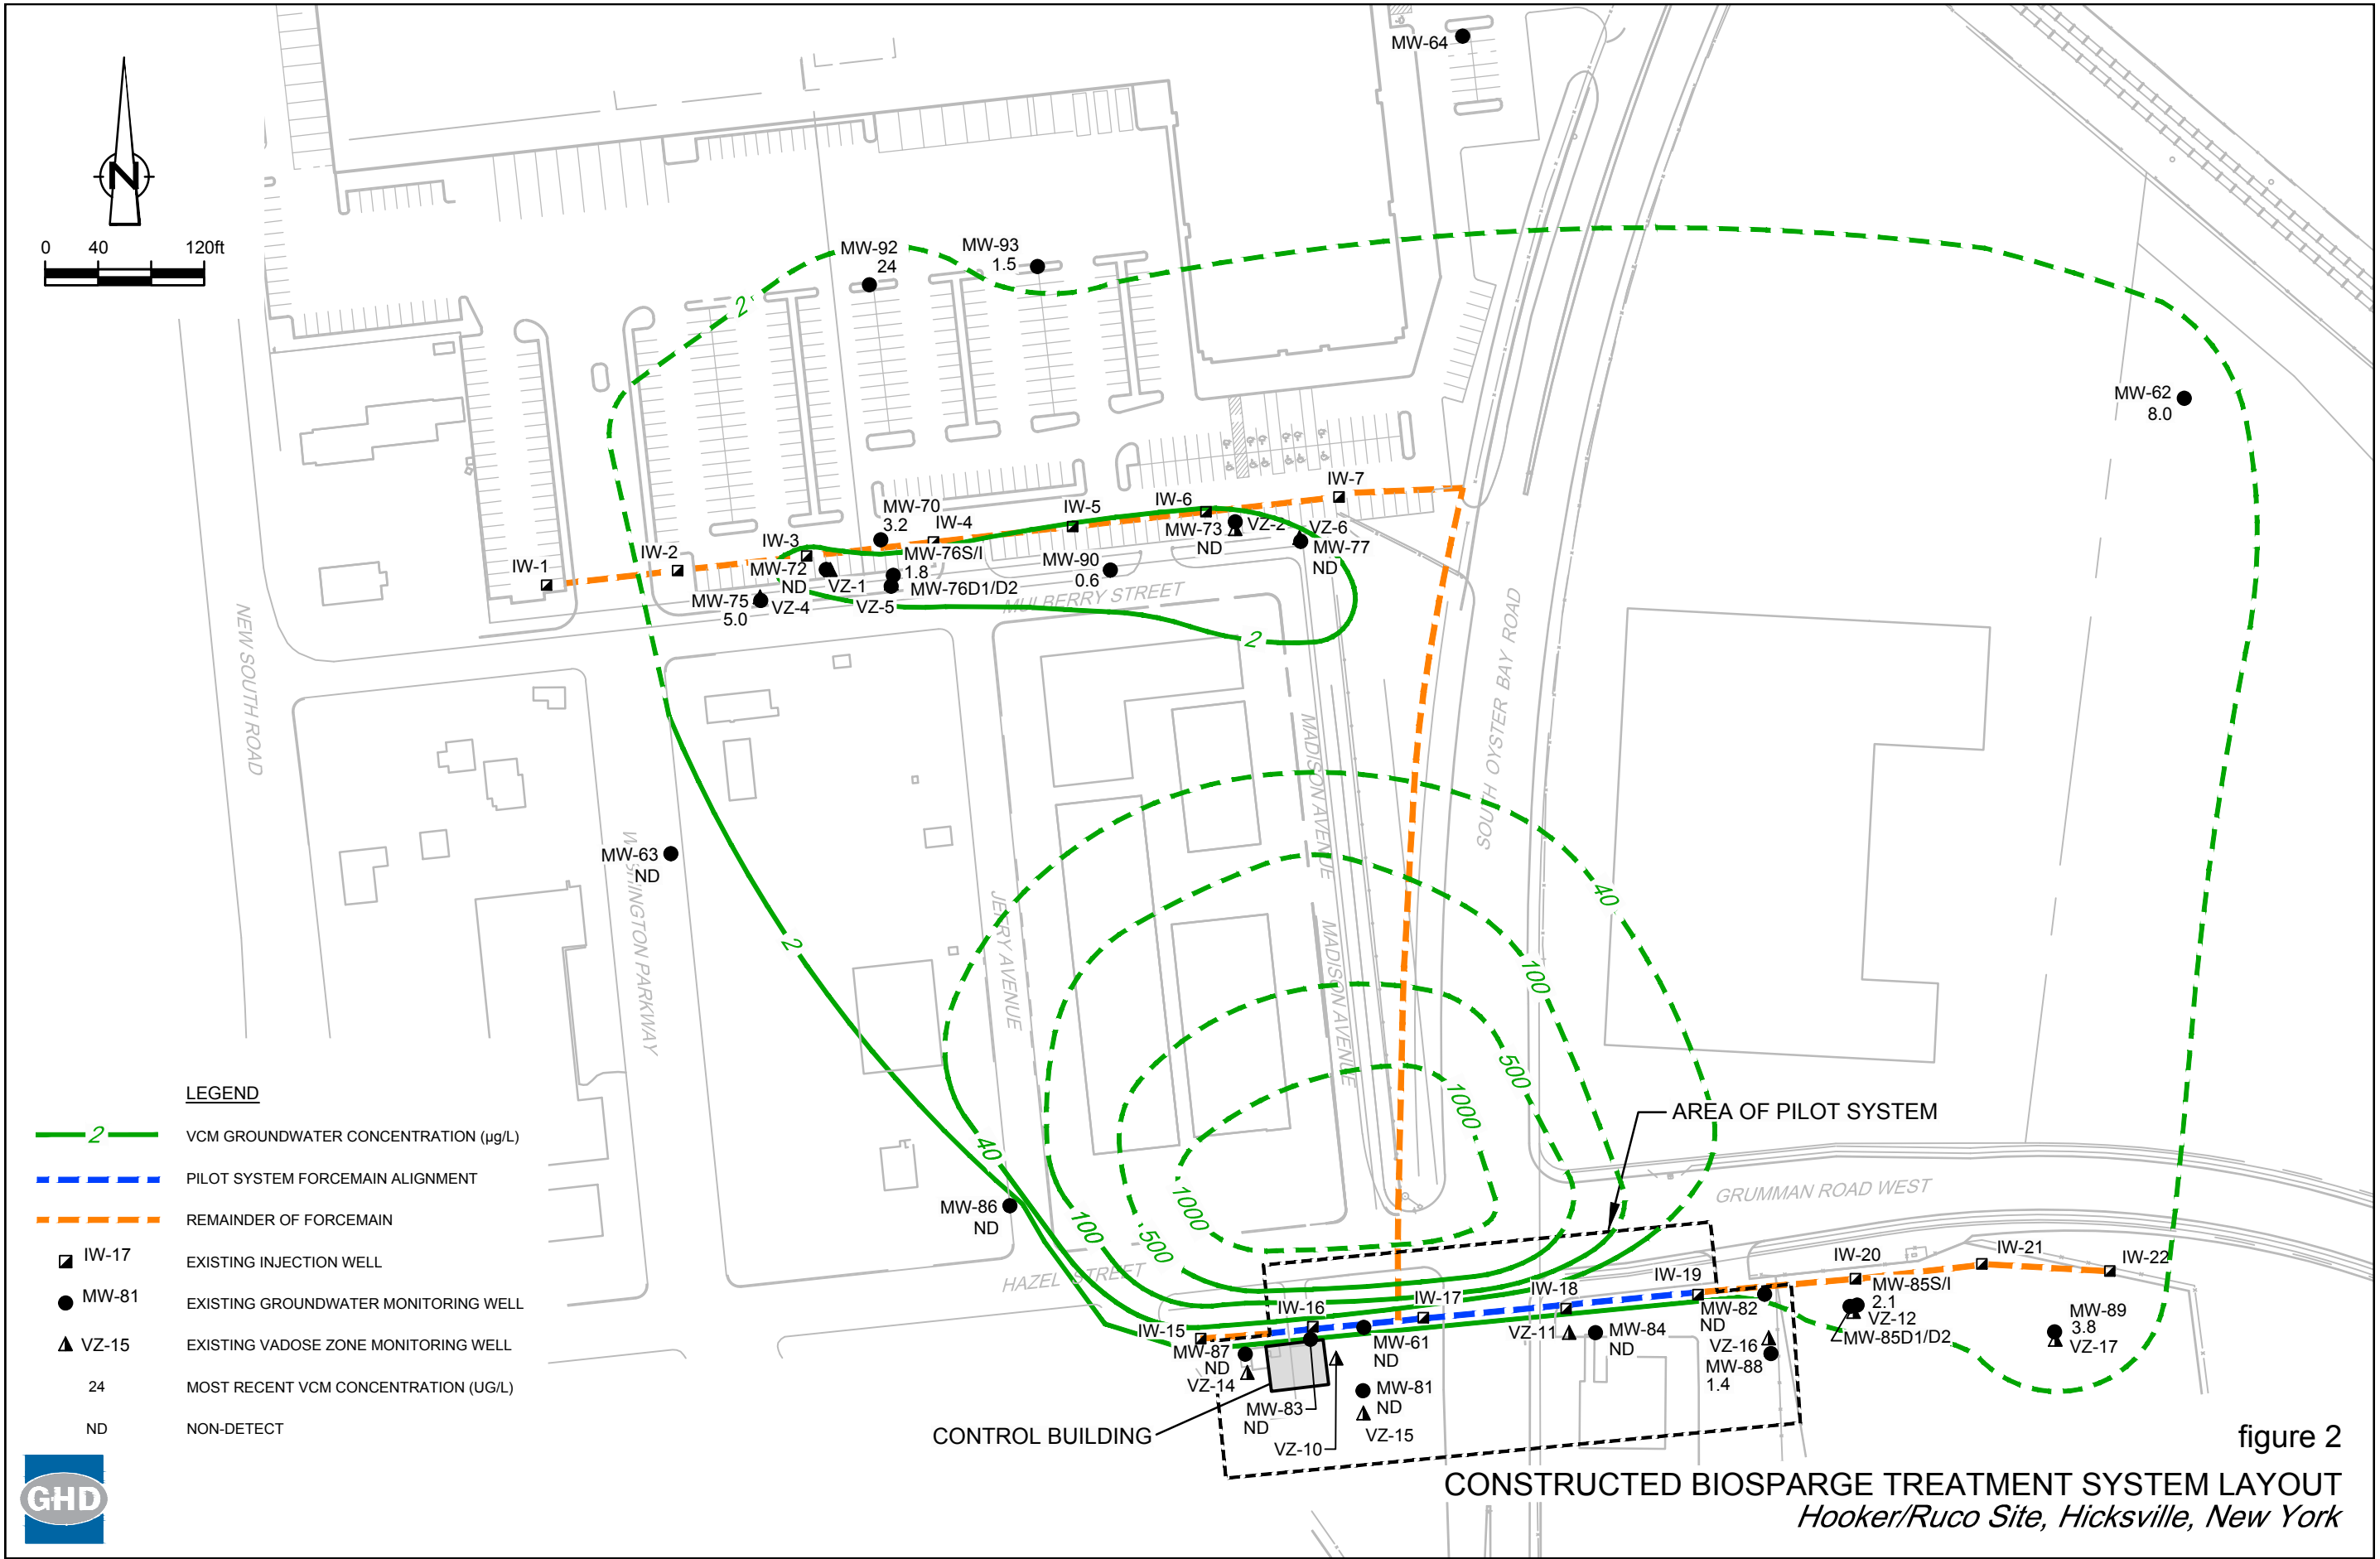 MW-64
N
0 40 120ft
MW-92
24
MW-93
1.5
2
MW-62
8.0
IW-7
MW-70
3.2
IW-4
IW-5
IW-6
IW-3
IW-2
IW-1
MW-73
ND
VZ-2
VZ-6
MW-77
ND
MW-76S/I
1.8
MW-76D1/D2
MW-90
0.6
MW-72
ND
VZ-1
MW-75
5.0
VZ-4
VZ-5
MULBERRY STREET
2
NEW SOUTH ROAD
SOUTH OYSTER BAY ROAD
MADISON AVENUE
MADISON AVENUE
JERRY AVENUE
WASHINGTON PARKWAY
MW-63
ND
2
40
100
500
1000
40
100
500
1000
AREA OF PILOT SYSTEM
GRUMMAN ROAD WEST
MW-86
ND
HAZEL STREET
IW-15
IW-16
IW-17
IW-18
IW-19
IW-20
IW-21
IW-22
MW-87
ND
VZ-14
MW-61
ND
MW-81
ND
VZ-15
MW-83
ND
VZ-10
VZ-11
MW-84
ND
MW-82
ND
VZ-16
MW-88
1.4
MW-85S/I
2.1
VZ-12
MW-85D1/D2
MW-89
3.8
VZ-17
CONTROL BUILDING
LEGEND
2 VCM GROUNDWATER CONCENTRATION (µg/L)
PILOT SYSTEM FORCEMAIN ALIGNMENT
REMAINDER OF FORCEMAIN
IW-17 EXISTING INJECTION WELL
MW-81 EXISTING GROUNDWATER MONITORING WELL
VZ-15 EXISTING VADOSE ZONE MONITORING WELL
24 MOST RECENT VCM CONCENTRATION (UG/L)
ND NON-DETECT
GHD
figure 2
CONSTRUCTED BIOSPARGE TREATMENT SYSTEM LAYOUT
Hooker/Ruco Site, Hicksville, New York